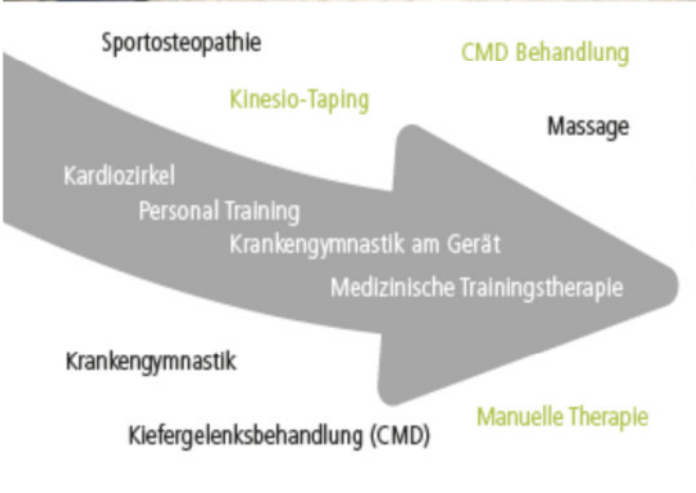 Sportosteopathie
CMD Behandlung
Kinesio-Taping
Massage
Kardiozirkel
Personal Training
Krankengymnastik am Gerät
Medizinische Trainingstherapie
Krankengymnastik
Manuelle Therapie
Kiefergelenksbehandlung (CMD)